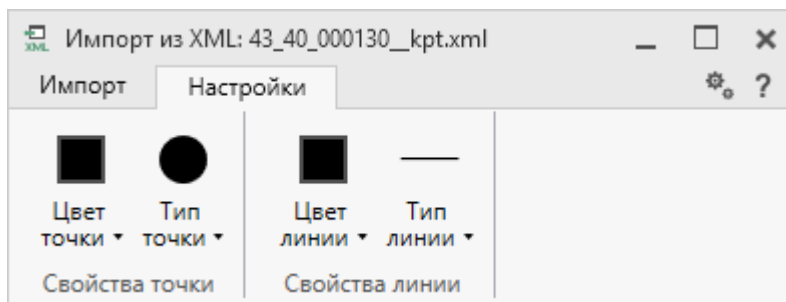 XML Импорт из XML: 43_40_000130__kpt.xml
Импорт Настройки ?
Цвет точки Тип точки Цвет линии Тип линии
Свойства точки Свойства линии